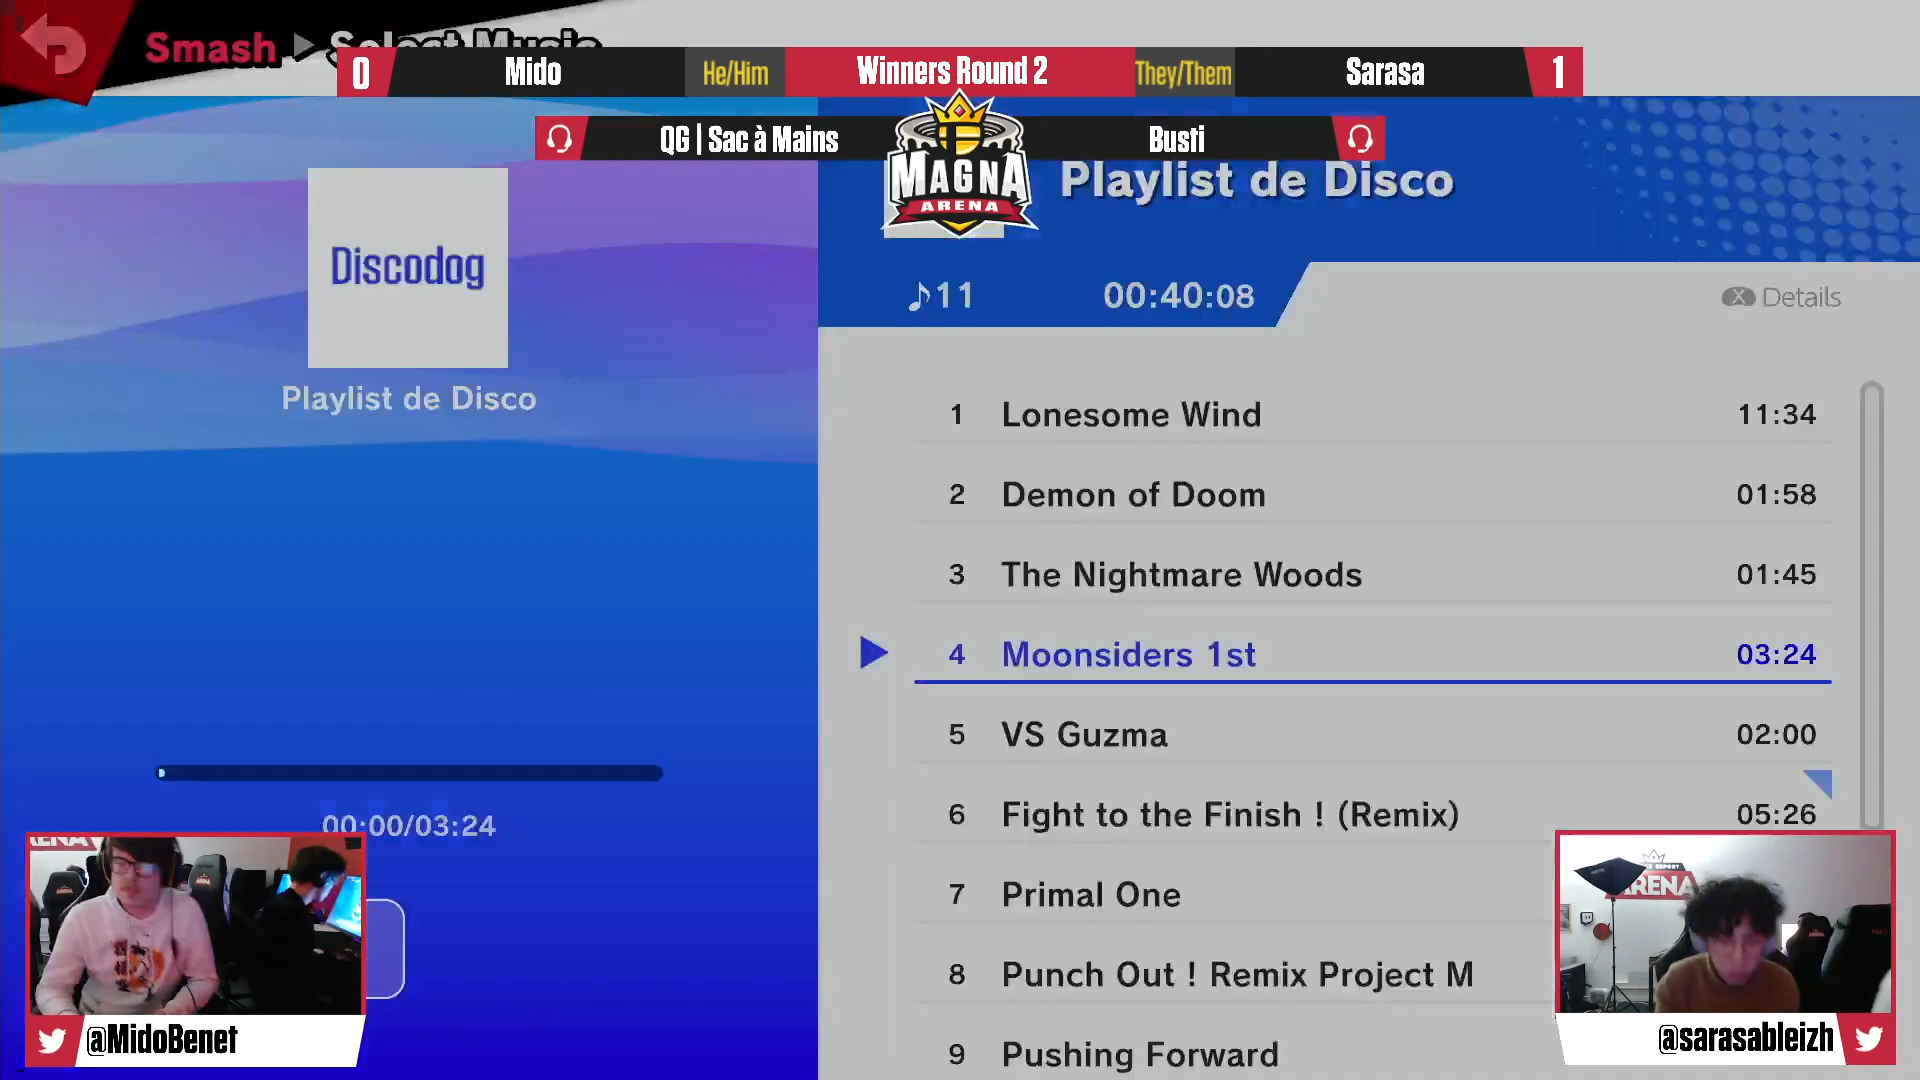 Smash ▶ Select Music
0 Mido He/Him Winners Round 2 They/Them Sarasa 1
QG | Sac à Mains Busti
MAGNA
ARENA
Playlist de Disco
♪11 00:40:08
X Details
Discodog
Playlist de Disco
1 Lonesome Wind 11:34
2 Demon of Doom 01:58
3 The Nightmare Woods 01:45
4 Moonsiders 1st 03:24
5 VS Guzma 02:00
6 Fight to the Finish ! (Remix) 05:26
7 Primal One
8 Punch Out ! Remix Project M
9 Pushing Forward
00:00/03:24
ARENA
@MidoBenet
@sarasableizh